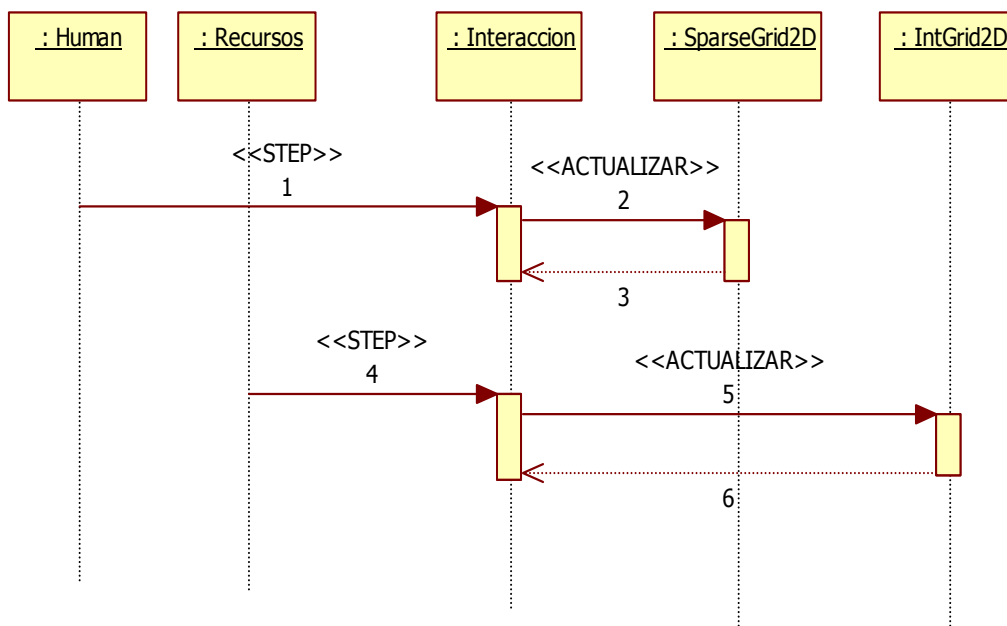 : Human
: Recursos
: Interaccion
: SparseGrid2D
: IntGrid2D
<<STEP>>
1
<<ACTUALIZAR>>
2
3
<<STEP>>
4
<<ACTUALIZAR>>
5
6